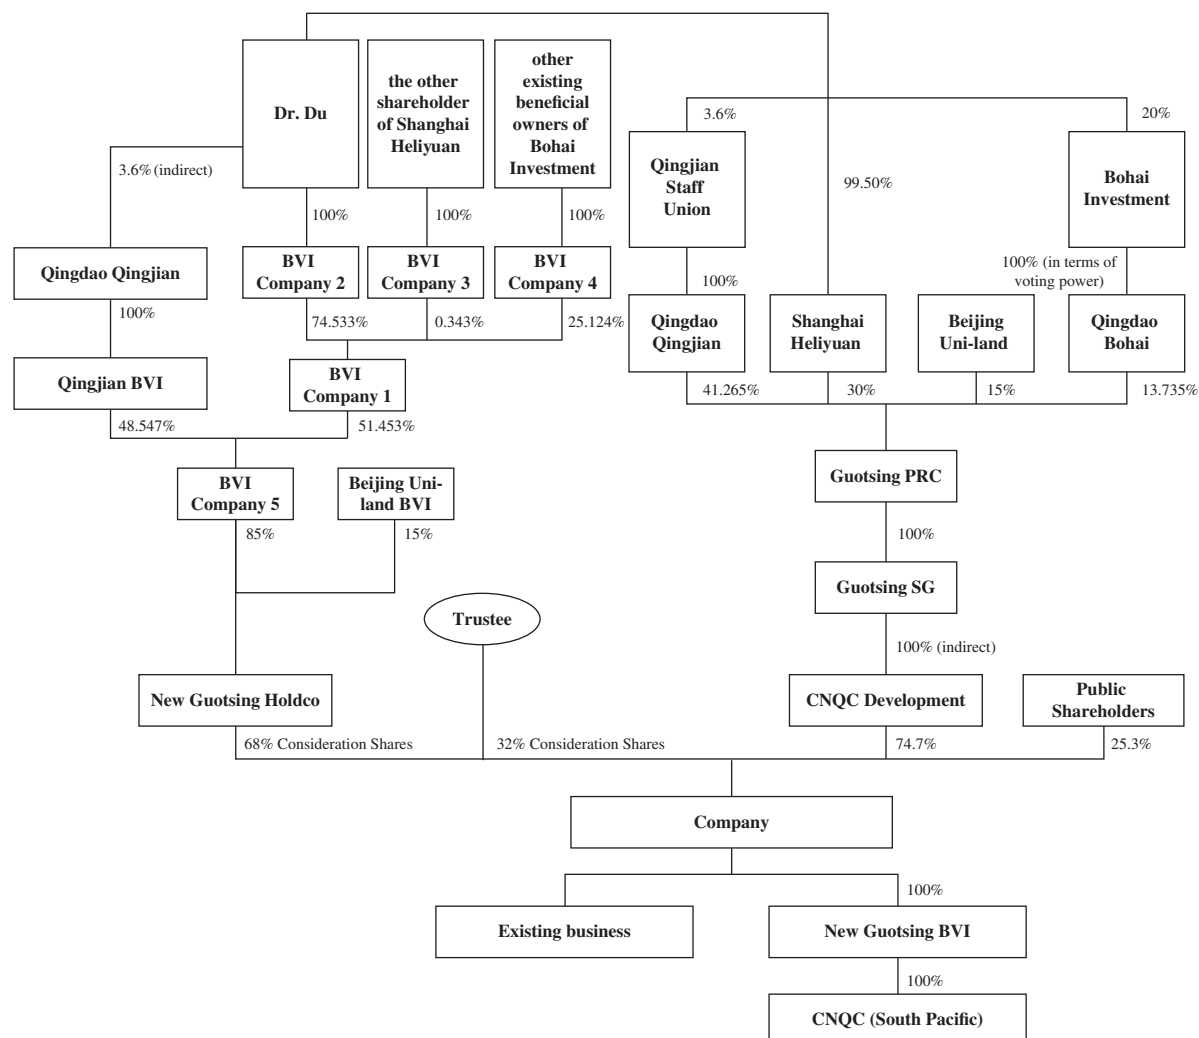 Dr. Du
the other
shareholder
of Shanghai
Heliyuan
other
existing
beneficial
owners of
Bohai
Investment
3.6%
20%
Qingjian
Staff
Union
Bohai
Investment
3.6% (indirect)
99.50%
100%
100%
100%
Qingdao Qingjian
BVI
Company 2
BVI
Company 3
BVI
Company 4
100%
100% (in terms of
voting power)
100%
74.533%
0.343%
25.124%
Qingdao
Qingjian
Shanghai
Heliyuan
Beijing
Uni-land
Qingdao
Bohai
Qingjian BVI
BVI
Company 1
41.265%
30%
15%
13.735%
48.547%
51.453%
BVI
Company 5
Beijing Uni-
land BVI
Guotsing PRC
85%
15%
100%
Guotsing SG
Trustee
100% (indirect)
New Guotsing Holdco
CNQC Development
Public
Shareholders
68% Consideration Shares
32% Consideration Shares
74.7%
25.3%
Company
100%
Existing business
New Guotsing BVI
100%
CNQC (South Pacific)